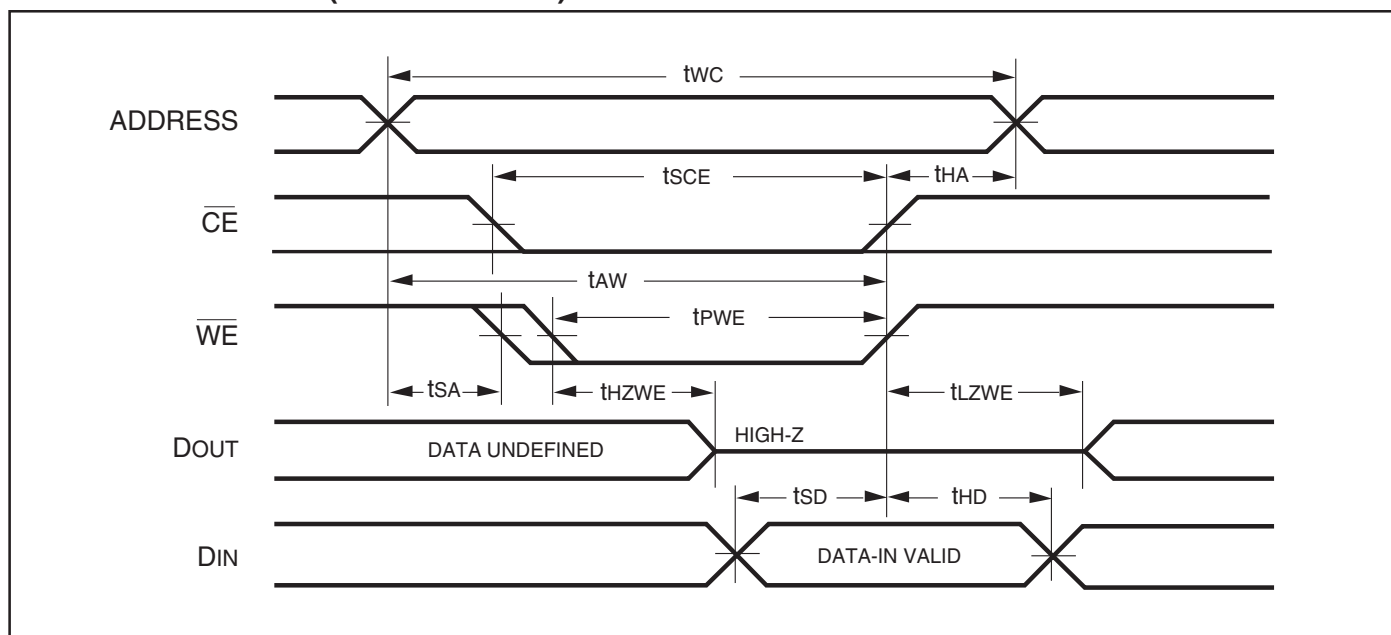 tWC
ADDRESS
tSCE
tHA
CE
tAW
tPWE
WE
tSA
tHZWE
tLZWE
HIGH-Z
DOUT
DATA UNDEFINED
tSD
tHD
DIN
DATA-IN VALID